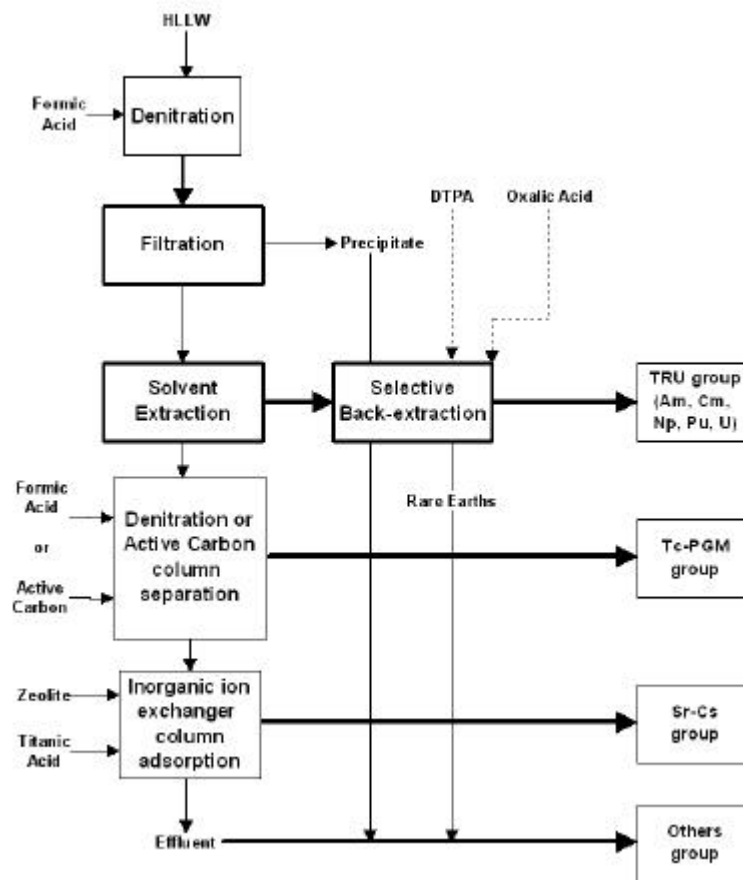 HLLW
Formic
Acid
Denitration
DTPA
Oxalic Acid
Filtration
Precipitate
Solvent
Extraction
Selective
Back-extraction
TRU group
(Am, Cm,
Np, Pu, U)
Formic
Acid
or
Active
Carbon
Denitration or
Active Carbon
column
separation
Rare Earths
Tc-PGM
group
Zeolite
Titanic
Acid
Inorganic ion
exchanger
column
adsorption
Sr-Cs
group
Effluent
Others
group